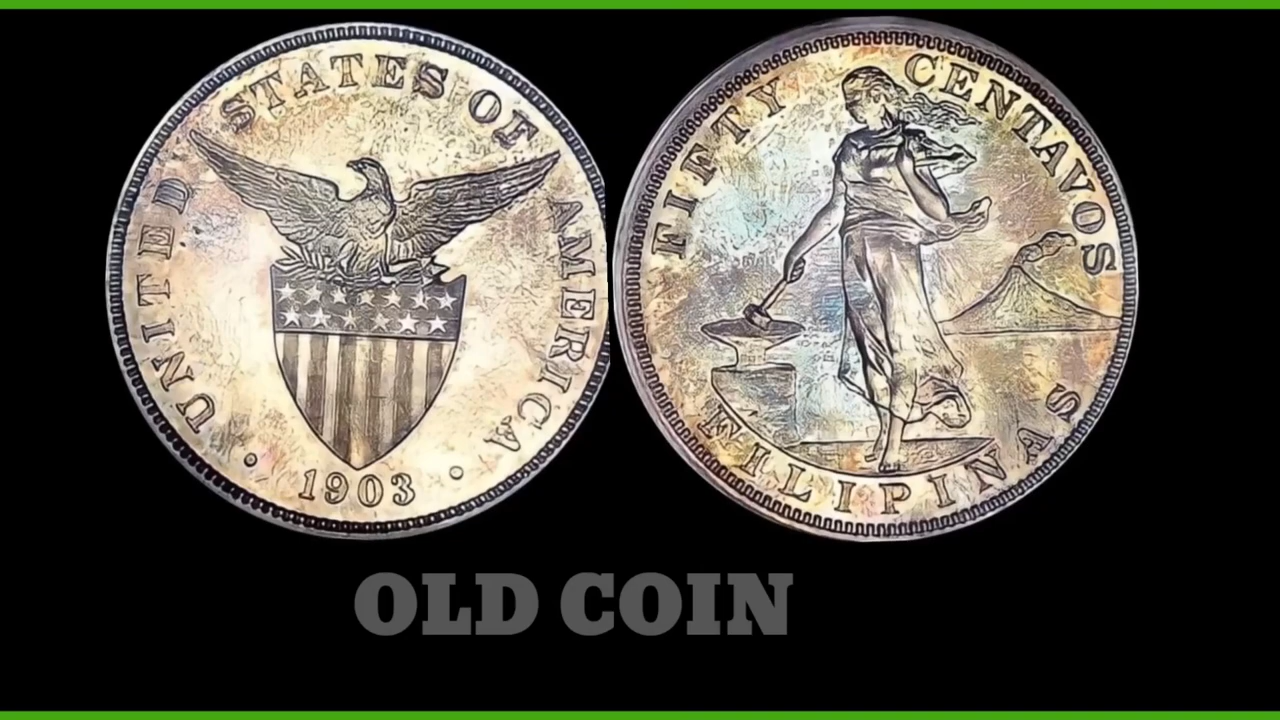 UNITED STATES OF AMERICA
• 1903 •
FIFTY CENTAVOS
FILIPINAS
OLD COIN